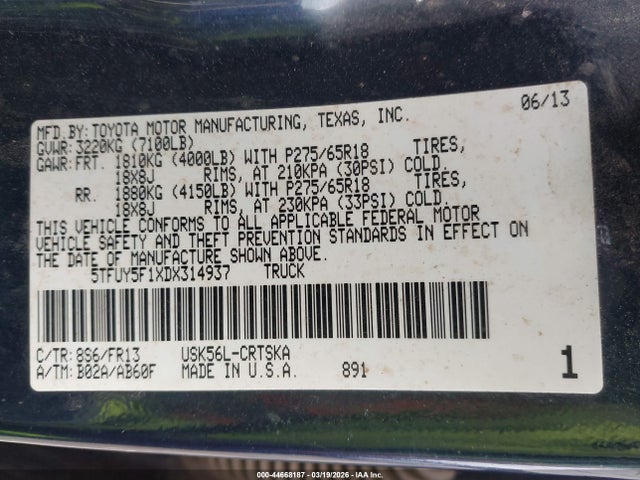 06/13
MFD.BY:TOYOTA MOTOR MANUFACTURING, TEXAS, INC.
GVWR:3220KG (7100LB)
GAWR:FRT. 1810KG (4000LB) WITH P275/65R18 TIRES,
18X8J RIMS, AT 210KPA (30PSI) COLD.
RR. 1880KG (4150LB) WITH P275/65R18 TIRES,
18X8J RIMS, AT 230KPA (33PSI) COLD.
THIS VEHICLE CONFORMS TO ALL APPLICABLE FEDERAL MOTOR
VEHICLE SAFETY AND THEFT PREVENTION STANDARDS IN EFFECT ON
THE DATE OF MANUFACTURE SHOWN ABOVE.
5TFUY5F1XDX314937 TRUCK
C/TR: 8S6/FR13 USK56L-CRTSKA
A/TM: B02A/AB60F MADE IN U.S.A. 891 1
000-44668187 - 03/19/2026 - IAA Inc.